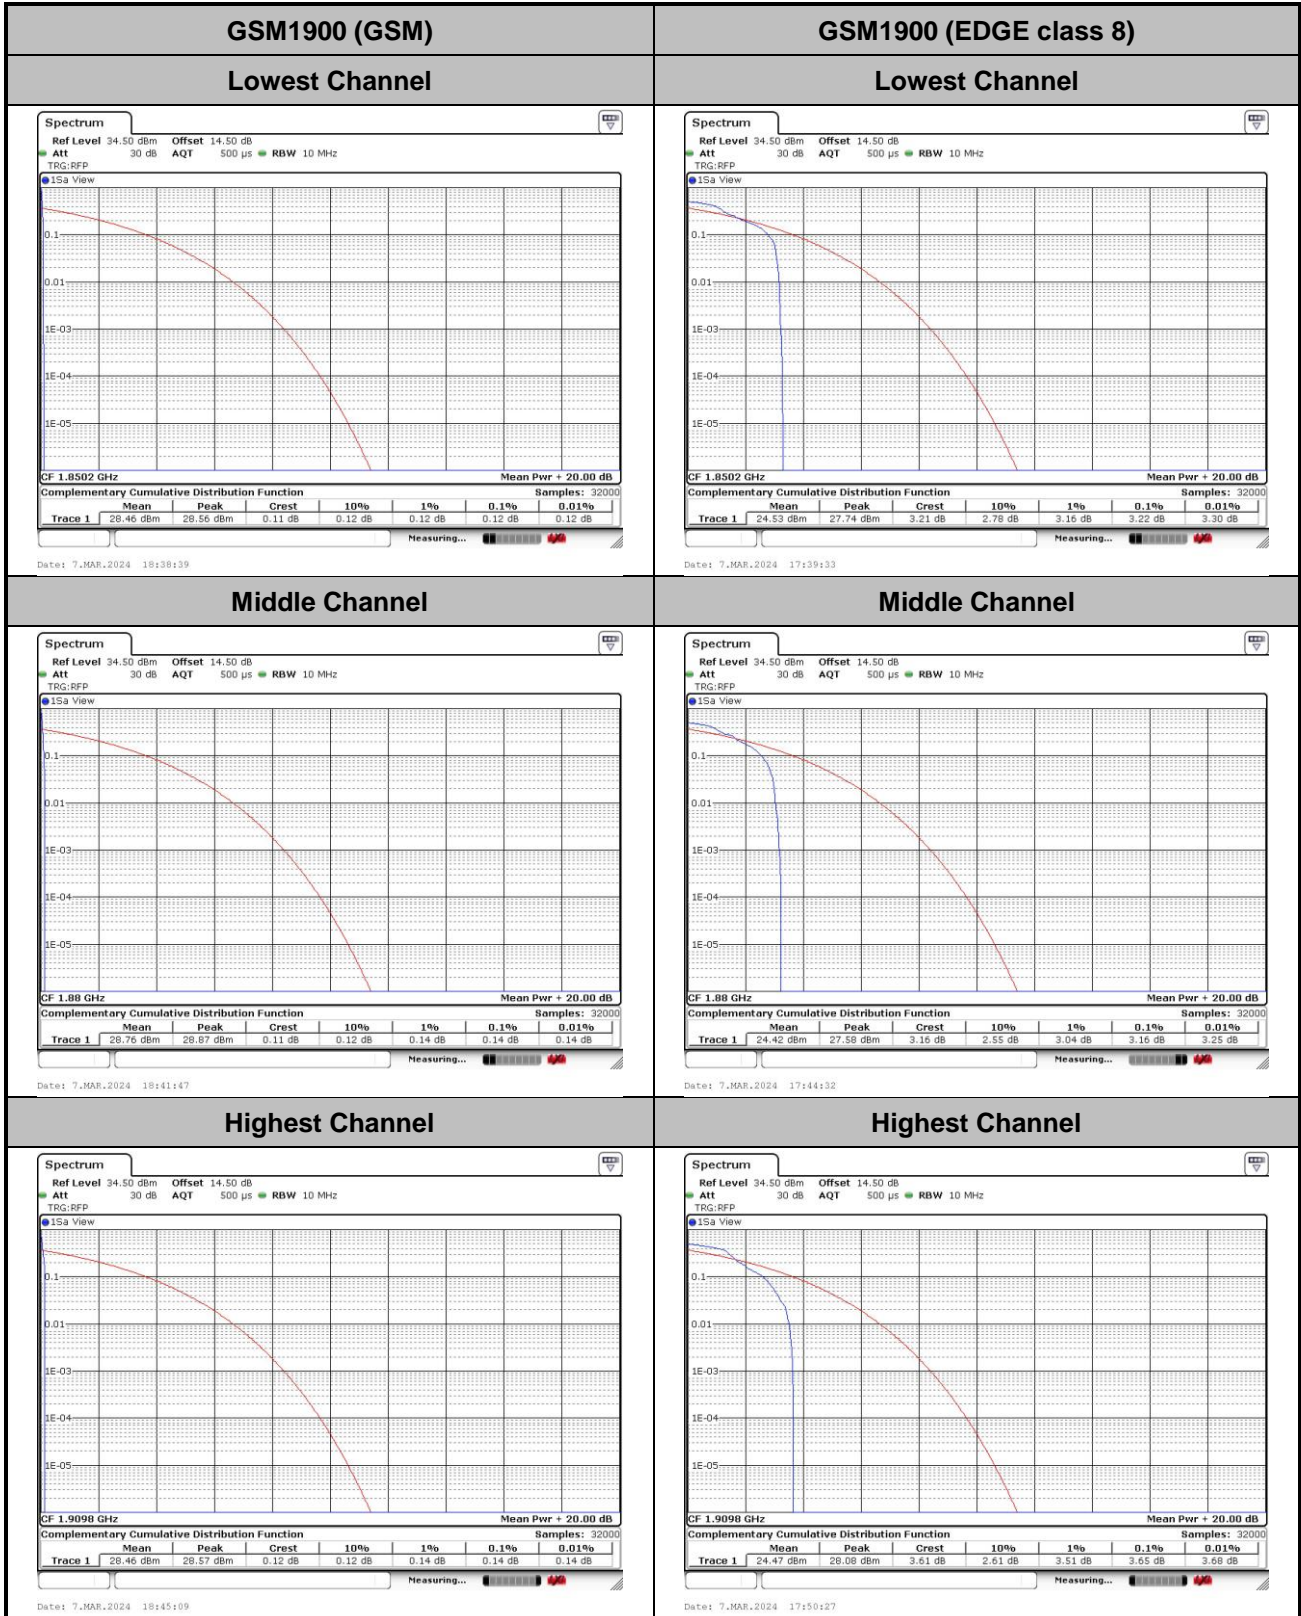 GSM1900 (GSM)
GSM1900 (EDGE class 8)
Lowest Channel
Lowest Channel
Spectrum
Ref Level 34.50 dBm Offset 14.50 dB
Att 30 dB AQT 500 µs RBW 10 MHz
TRG:RFP
1Sa View
0.1
0.01
1E-03
1E-04
1E-05
CF 1.8502 GHz Mean Pwr + 20.00 dB
Complementary Cumulative Distribution Function Samples: 32000
Mean Peak Crest 10% 1% 0.1% 0.01%
Trace 1 28.46 dBm 28.56 dBm 0.11 dB 0.12 dB 0.12 dB 0.12 dB 0.12 dB
Measuring...
Date: 7.MAR.2024 18:38:39
Spectrum
Ref Level 34.50 dBm Offset 14.50 dB
Att 30 dB AQT 500 µs RBW 10 MHz
TRG:RFP
1Sa View
0.1
0.01
1E-03
1E-04
1E-05
CF 1.8502 GHz Mean Pwr + 20.00 dB
Complementary Cumulative Distribution Function Samples: 32000
Mean Peak Crest 10% 1% 0.1% 0.01%
Trace 1 24.53 dBm 27.74 dBm 3.21 dB 2.78 dB 3.16 dB 3.22 dB 3.30 dB
Measuring...
Date: 7.MAR.2024 17:39:33
Middle Channel
Middle Channel
Spectrum
Ref Level 34.50 dBm Offset 14.50 dB
Att 30 dB AQT 500 µs RBW 10 MHz
TRG:RFP
1Sa View
0.1
0.01
1E-03
1E-04
1E-05
CF 1.88 GHz Mean Pwr + 20.00 dB
Complementary Cumulative Distribution Function Samples: 32000
Mean Peak Crest 10% 1% 0.1% 0.01%
Trace 1 28.76 dBm 28.87 dBm 0.11 dB 0.12 dB 0.14 dB 0.14 dB 0.14 dB
Measuring...
Date: 7.MAR.2024 18:41:47
Spectrum
Ref Level 34.50 dBm Offset 14.50 dB
Att 30 dB AQT 500 µs RBW 10 MHz
TRG:RFP
1Sa View
0.1
0.01
1E-03
1E-04
1E-05
CF 1.88 GHz Mean Pwr + 20.00 dB
Complementary Cumulative Distribution Function Samples: 32000
Mean Peak Crest 10% 1% 0.1% 0.01%
Trace 1 24.42 dBm 27.58 dBm 3.16 dB 2.55 dB 3.04 dB 3.16 dB 3.25 dB
Measuring...
Date: 7.MAR.2024 17:44:32
Highest Channel
Highest Channel
Spectrum
Ref Level 34.50 dBm Offset 14.50 dB
Att 30 dB AQT 500 µs RBW 10 MHz
TRG:RFP
1Sa View
0.1
0.01
1E-03
1E-04
1E-05
CF 1.9098 GHz Mean Pwr + 20.00 dB
Complementary Cumulative Distribution Function Samples: 32000
Mean Peak Crest 10% 1% 0.1% 0.01%
Trace 1 28.46 dBm 28.57 dBm 0.12 dB 0.12 dB 0.14 dB 0.14 dB 0.14 dB
Measuring...
Date: 7.MAR.2024 18:45:09
Spectrum
Ref Level 34.50 dBm Offset 14.50 dB
Att 30 dB AQT 500 µs RBW 10 MHz
TRG:RFP
1Sa View
0.1
0.01
1E-03
1E-04
1E-05
CF 1.9098 GHz Mean Pwr + 20.00 dB
Complementary Cumulative Distribution Function Samples: 32000
Mean Peak Crest 10% 1% 0.1% 0.01%
Trace 1 24.47 dBm 28.08 dBm 3.61 dB 2.61 dB 3.51 dB 3.65 dB 3.68 dB
Measuring...
Date: 7.MAR.2024 17:50:27